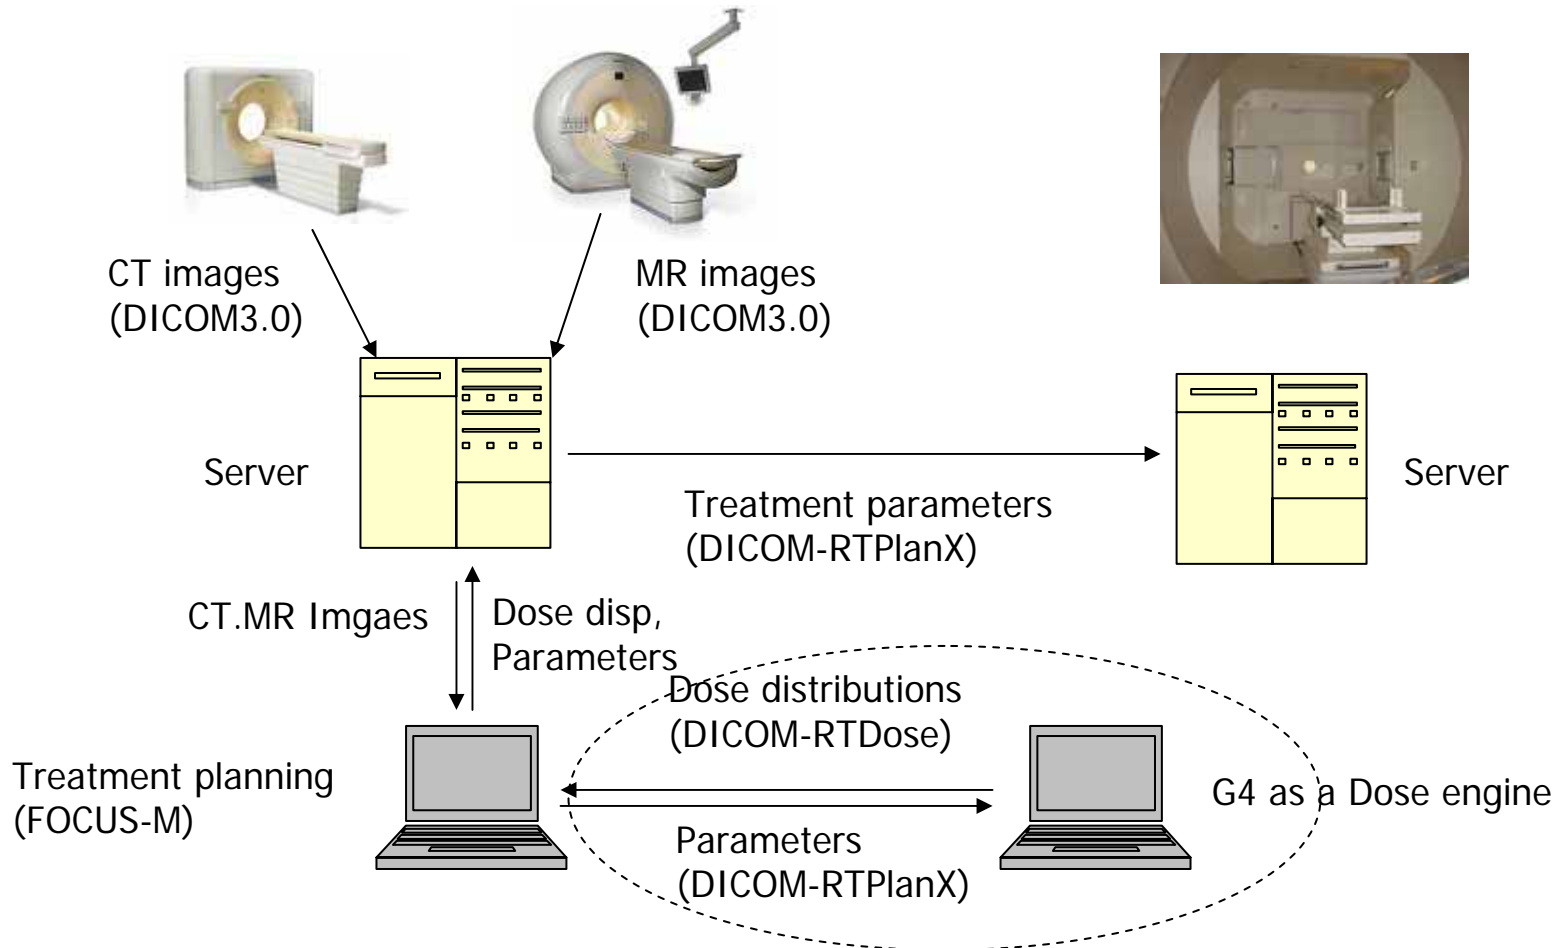 CT images
(DICOM3.0)
MR images
(DICOM3.0)
Server
Server
Treatment parameters
(DICOM-RTPlanX)
CT.MR Imgaes
Dose disp,
Parameters
Dose distributions
(DICOM-RTDose)
Treatment planning
(FOCUS-M)
G4 as a Dose engine
Parameters
(DICOM-RTPlanX)